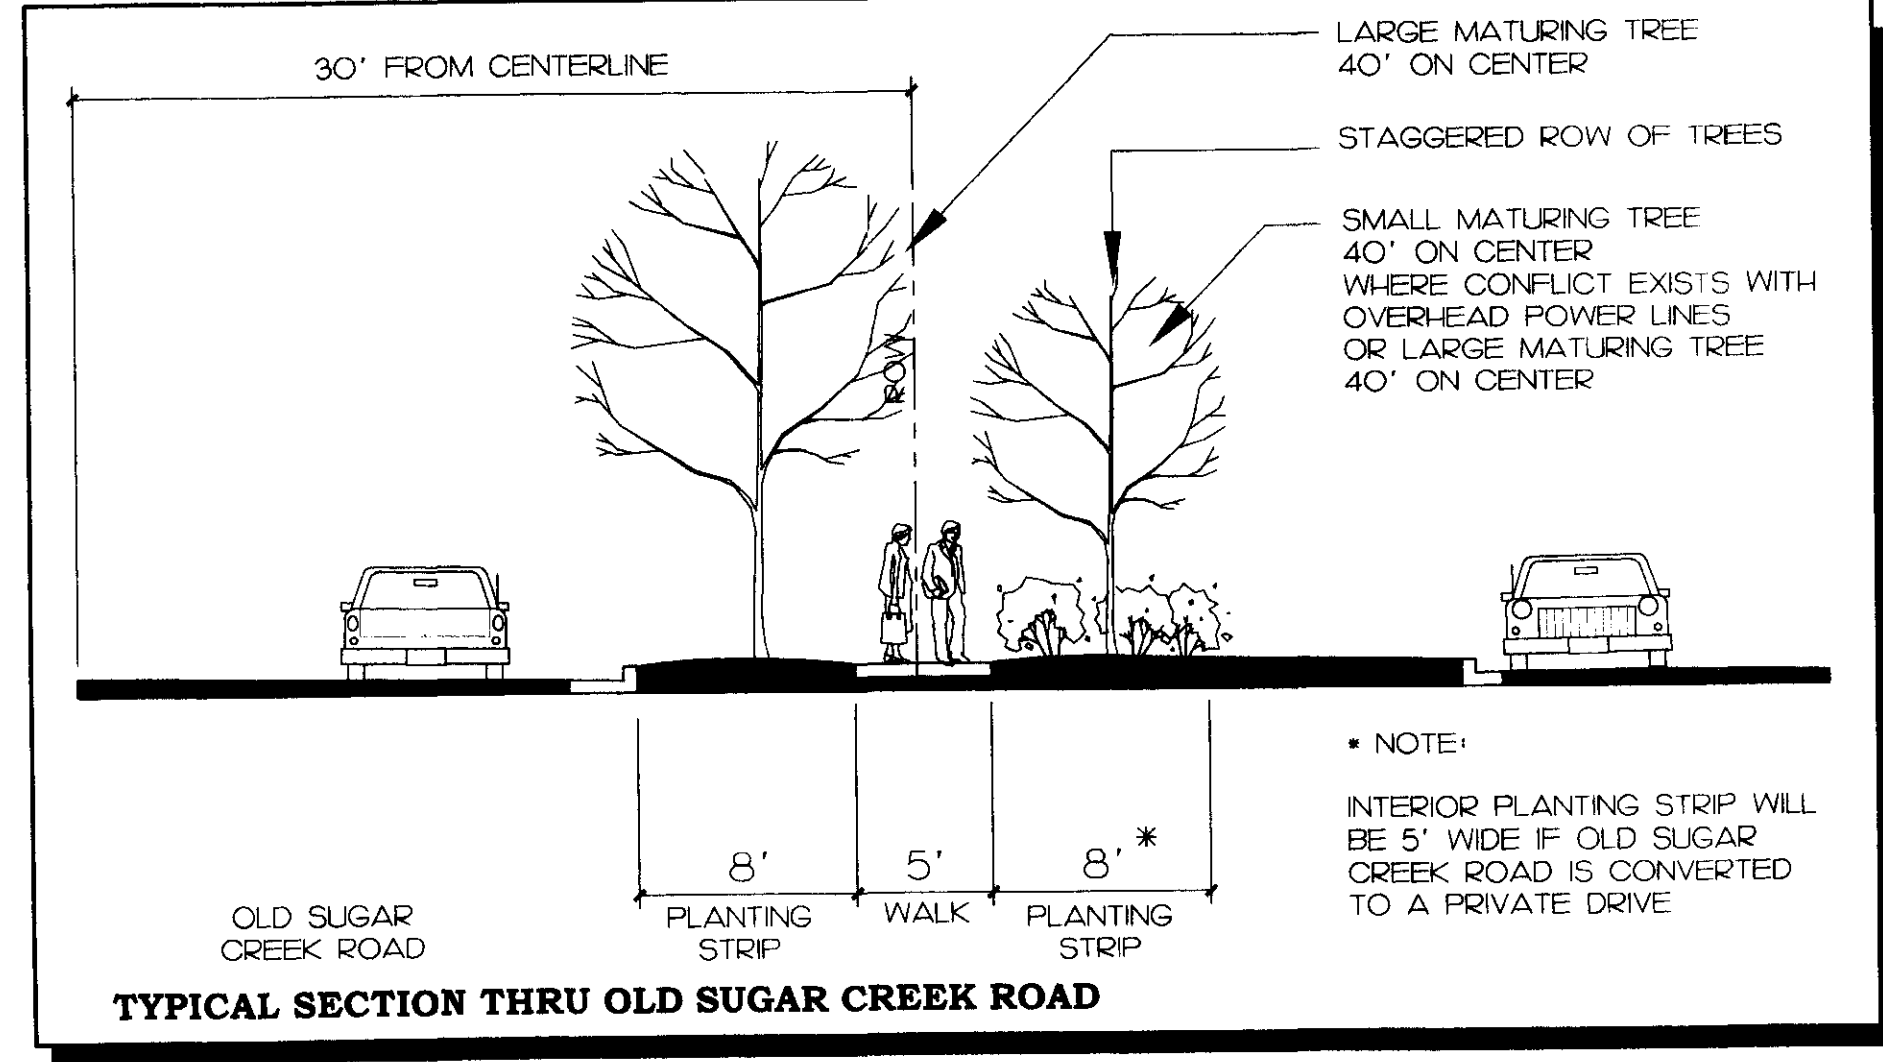 30' FROM CENTERLINE
LARGE MATURING TREE
40' ON CENTER
STAGGERED ROW OF TREES
SMALL MATURING TREE
40' ON CENTER
WHERE CONFLICT EXISTS WITH
OVERHEAD POWER LINES
OR LARGE MATURING TREE
40' ON CENTER
ROW
8'
5'
8' *
PLANTING
STRIP
WALK
PLANTING
STRIP
OLD SUGAR
CREEK ROAD
* NOTE:
INTERIOR PLANTING STRIP WILL
BE 5' WIDE IF OLD SUGAR
CREEK ROAD IS CONVERTED
TO A PRIVATE DRIVE
TYPICAL SECTION THRU OLD SUGAR CREEK ROAD